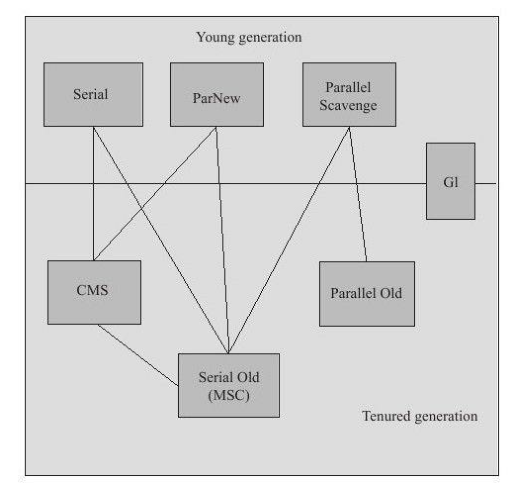 Young generation
Serial
ParNew
Parallel
Scavenge
Gl
CMS
Parallel Old
Serial Old
(MSC)
Tenured generation